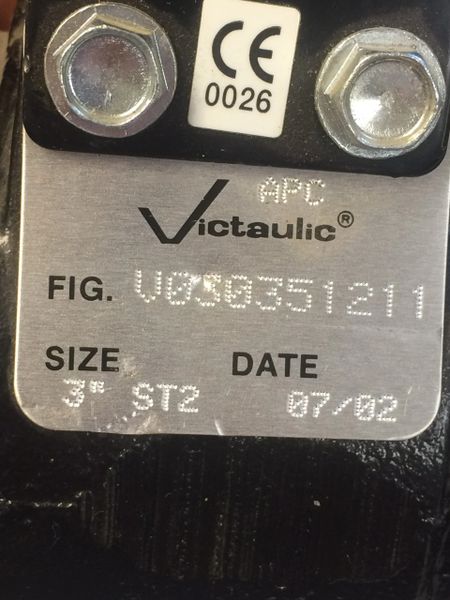 CE
0026
APC
Victaulic®
FIG. V030351211
SIZE DATE
3" ST2 07/02